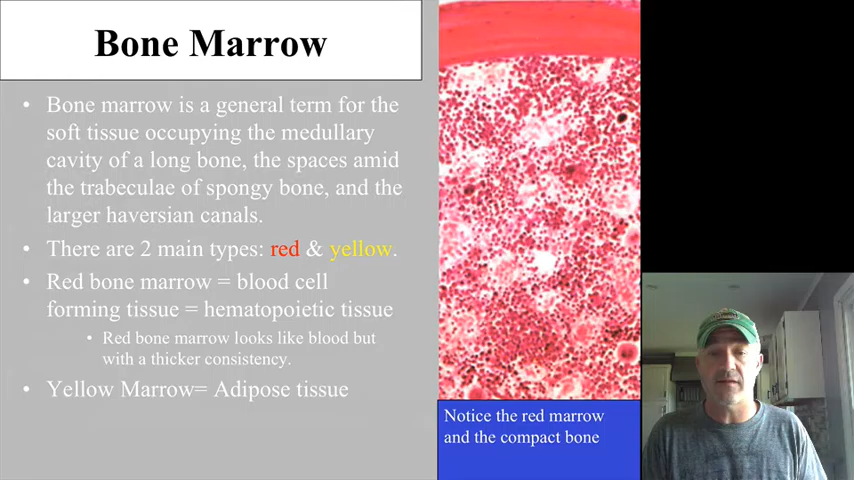 Bone Marrow
• Bone marrow is a general term for the
soft tissue occupying the medullary
cavity of a long bone, the spaces amid
the trabeculae of spongy bone, and the
larger haversian canals.
• There are 2 main types: red & yellow.
• Red bone marrow = blood cell
forming tissue = hematopoietic tissue
• Red bone marrow looks like blood but
with a thicker consistency.
• Yellow Marrow= Adipose tissue
Notice the red marrow
and the compact bone